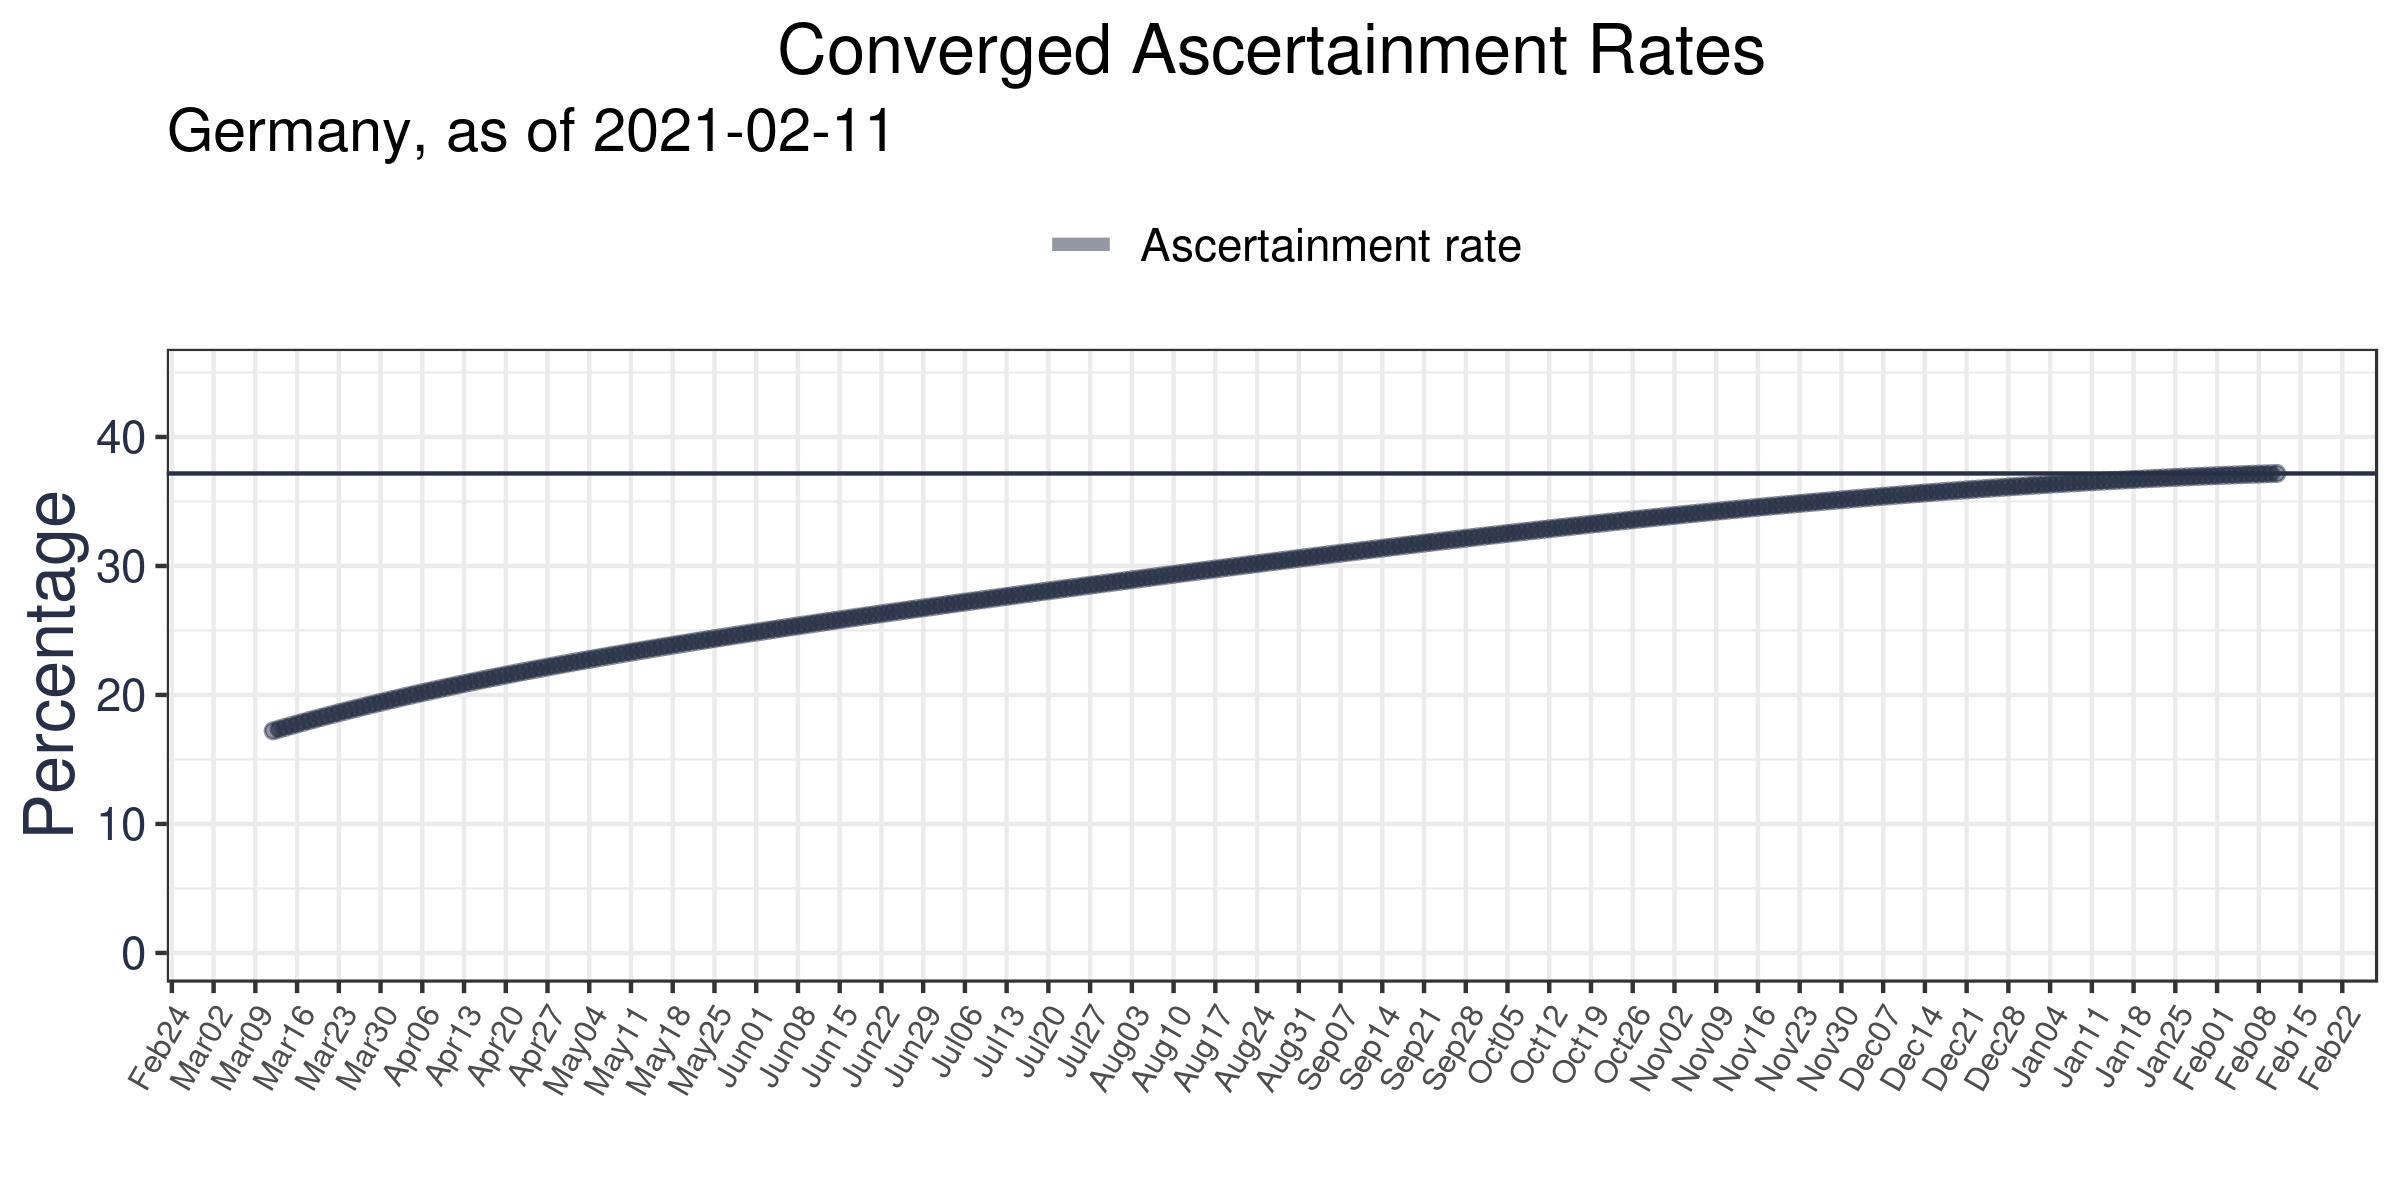 Converged Ascertainment Rates
Germany, as of 2021-02-11
Ascertainment rate
Percentage
40
30
20
10
0
Feb24 Mar02 Mar09 Mar16 Mar23 Mar30 Apr06 Apr13 Apr20 Apr27 May04 May11 May18 May25 Jun01 Jun08 Jun15 Jun22 Jun29 Jul06 Jul13 Jul20 Jul27 Aug03 Aug10 Aug17 Aug24 Aug31 Sep07 Sep14 Sep21 Sep28 Oct05 Oct12 Oct19 Oct26 Nov02 Nov09 Nov16 Nov23 Nov30 Dec07 Dec14 Dec21 Dec28 Jan04 Jan11 Jan18 Jan25 Feb01 Feb08 Feb15 Feb22